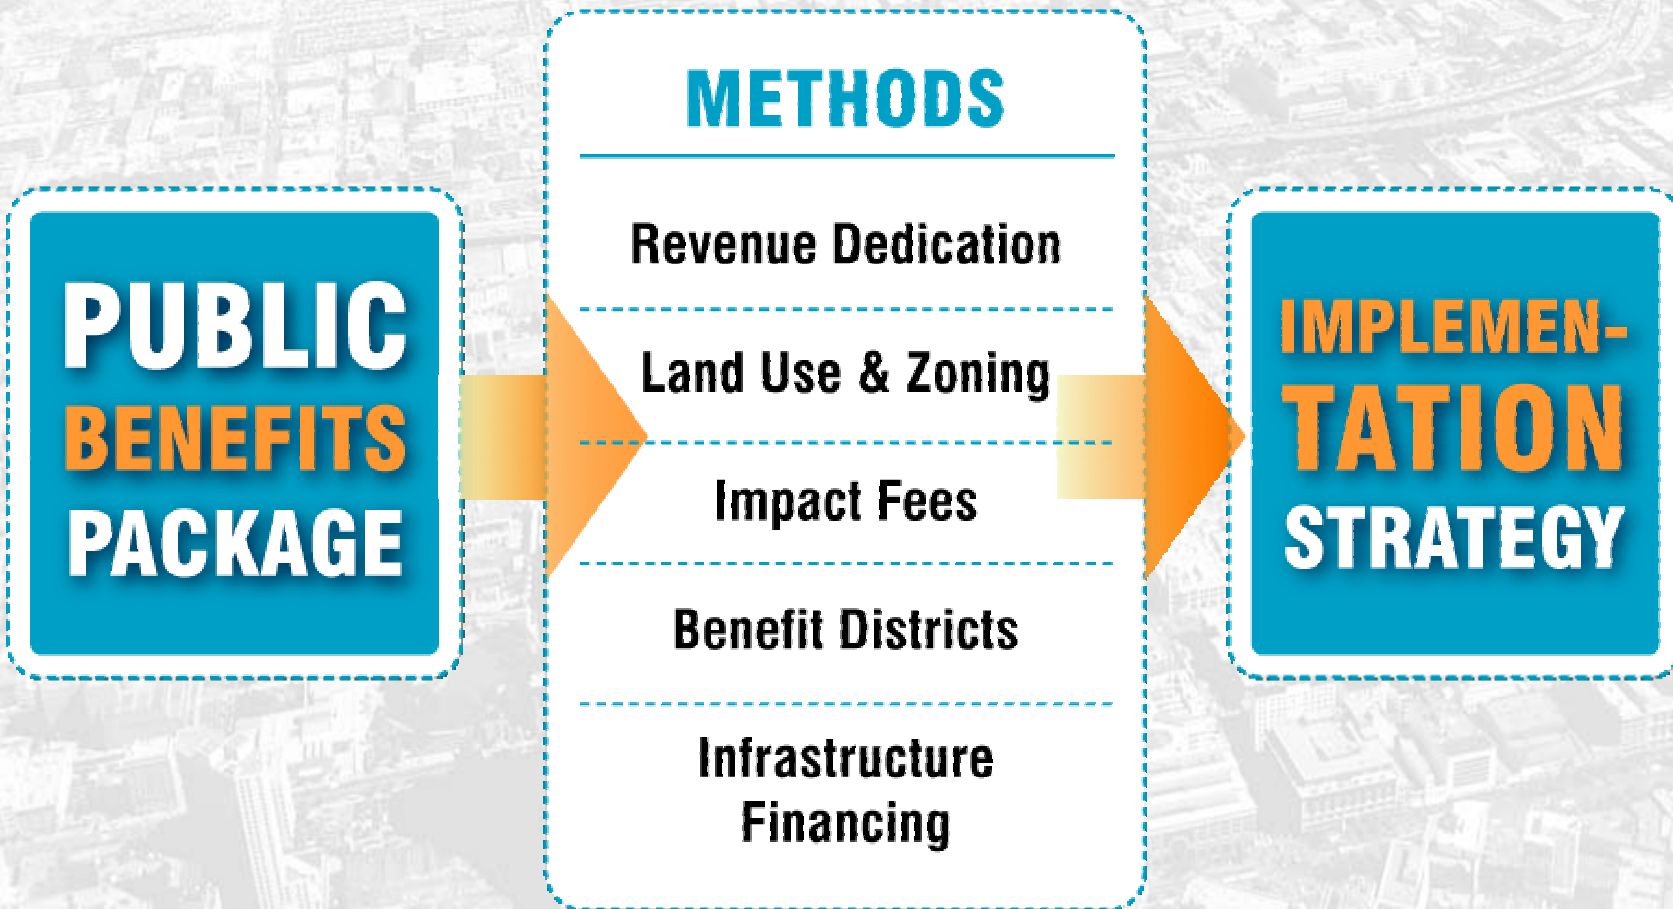 PUBLIC
BENEFITS
PACKAGE
METHODS
Revenue Dedication
Land Use & Zoning
Impact Fees
Benefit Districts
Infrastructure
Financing
IMPLEMEN-
TATION
STRATEGY